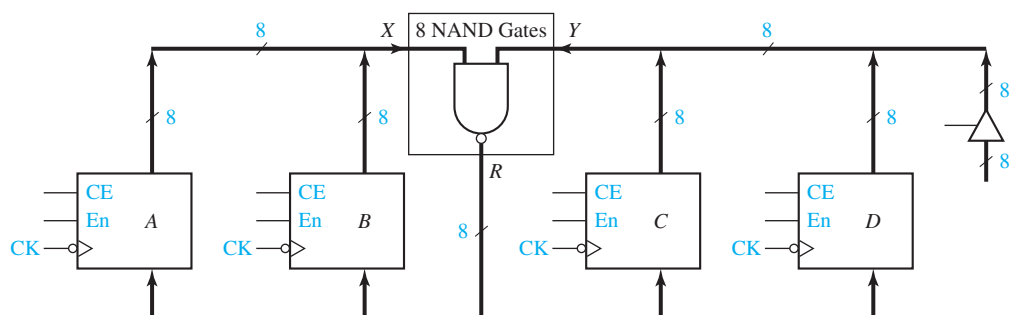 8 X 8 NAND Gates Y 8
8
8 8 8 8
8
R
CE CE CE CE
En A En B En C En D
8
CK CK CK CK